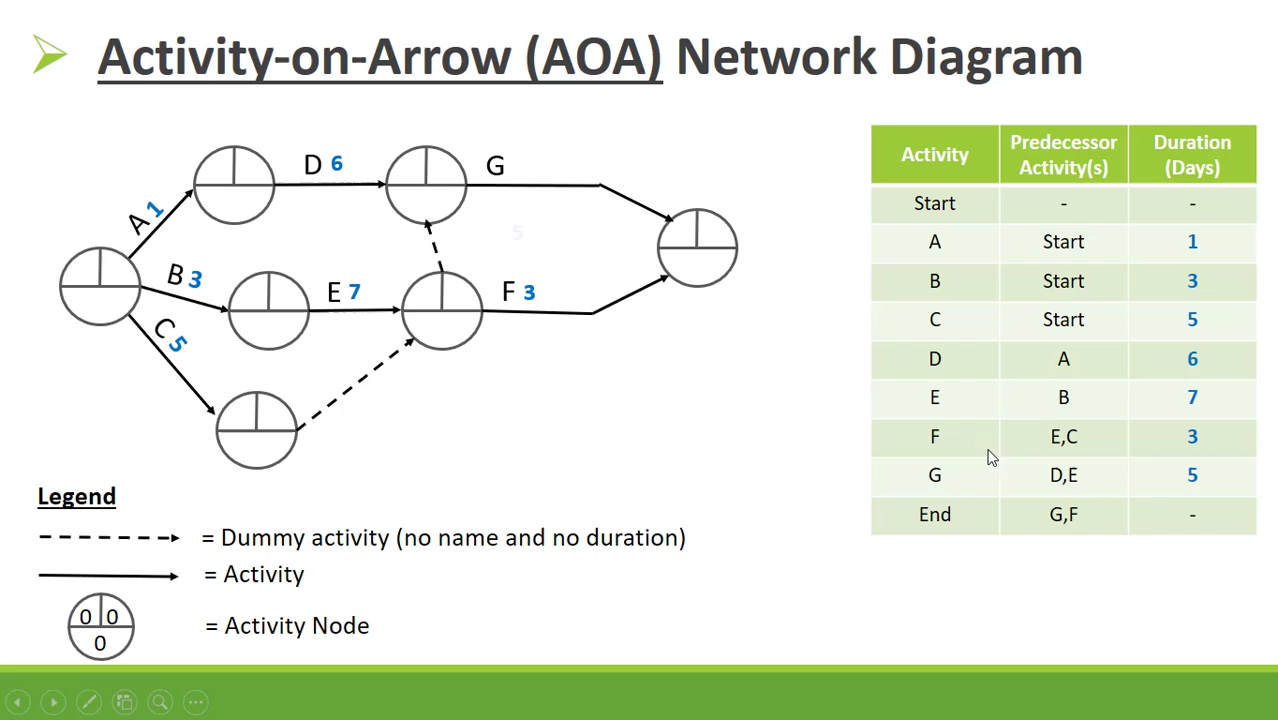 Activity-on-Arrow (AOA) Network Diagram
A 1
B 3
C 5
D 6
E 7
G
5
F 3
Activity Predecessor Activity(s) Duration (Days)
Start - -
A Start 1
B Start 3
C Start 5
D A 6
E B 7
F E,C 3
G D,E 5
End G,F -
Legend
= Dummy activity (no name and no duration)
= Activity
0 0
0
= Activity Node